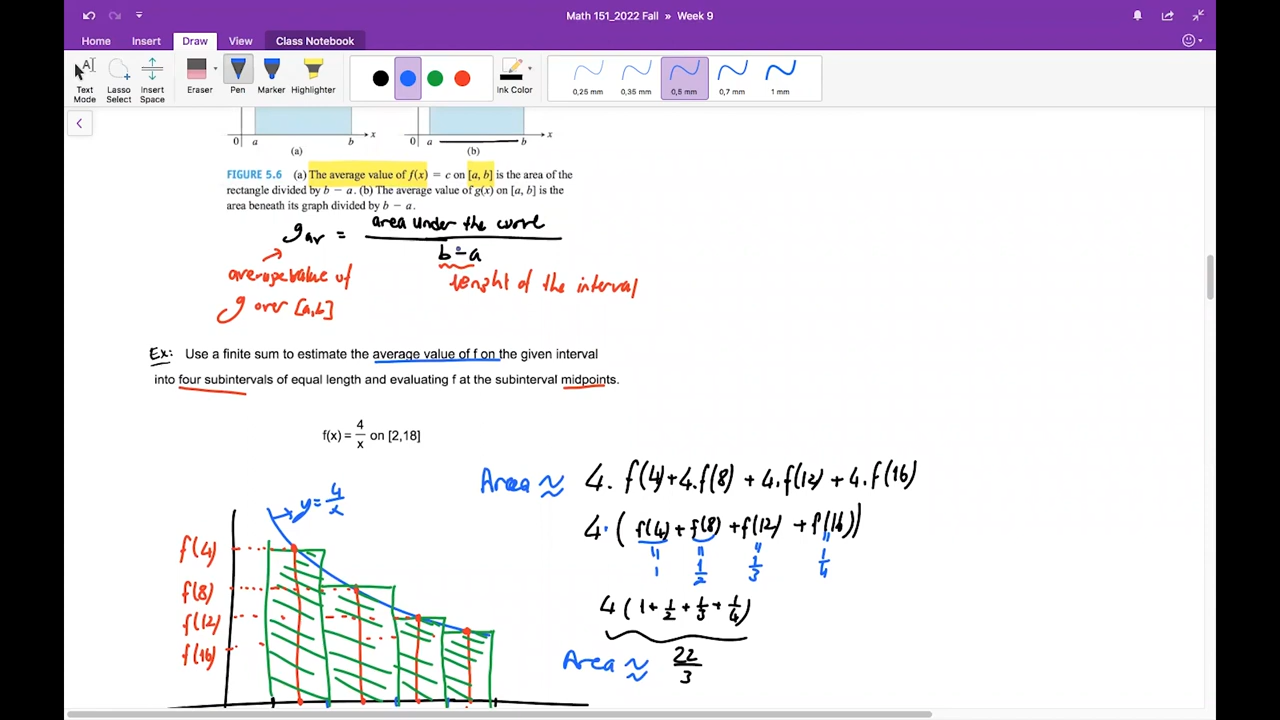 Math 151_2022 Fall » Week 9
Home Insert Draw View Class Notebook
Text Mode Lasso Select Insert Space Eraser Pen Marker Highlighter Ink Color 0,25 mm 0,35 mm 0,5 mm 0,7 mm 1 mm
0 a b x 0 a b x
(a) (b)
FIGURE 5.6 (a) The average value of f(x) = c on [a, b] is the area of the
rectangle divided by b − a. (b) The average value of g(x) on [a, b] is the
area beneath its graph divided by b − a.
gav = area under the curve / b-a
average value of
g over [a,b]
lenght of the interval
Ex: Use a finite sum to estimate the average value of f on the given interval
into four subintervals of equal length and evaluating f at the subinterval midpoints.
f(x) = 4/x on [2,18]
Area ≈ 4. f(4)+4.f(8) + 4.f(12) + 4.f(16)
4. ( f(4) + f(8) + f(12) + f(16))
" " " "
1 1/2 1/3 1/4
4 (1 + 1/2 + 1/3 + 1/4)
Area ≈ 22/3
y = 4/x
f(4)
f(8)
f(12)
f(16)